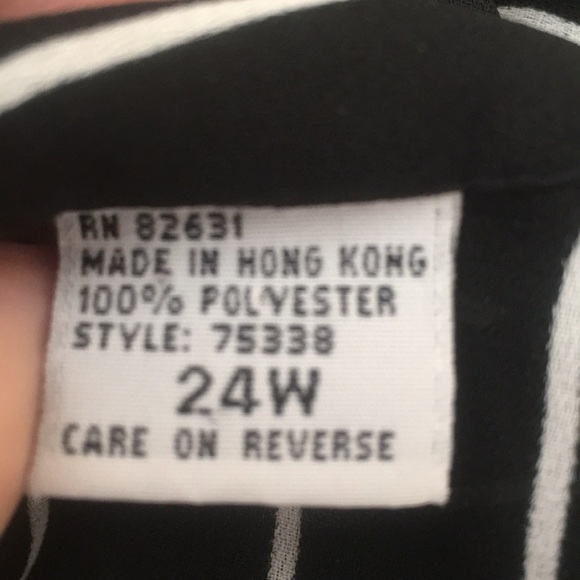 RN 82631
MADE IN HONG KONG
100% POLYESTER
STYLE: 75338
24W
CARE ON REVERSE